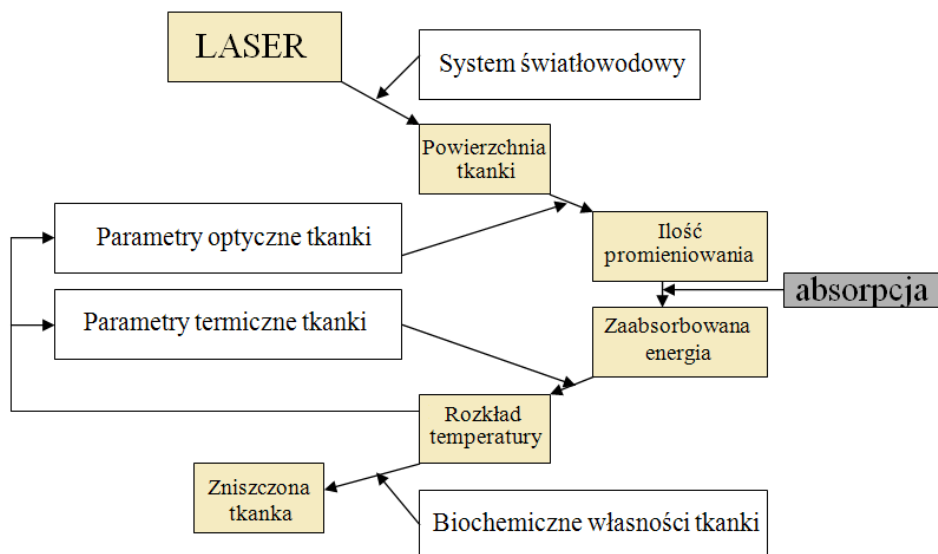 LASER
System światłowodowy
Powierzchnia
tkanki
Parametry optyczne tkanki
Ilość
promieniowania
absorpcja
Parametry termiczne tkanki
Zaabsorbowana
energia
Rozkład
temperatury
Zniszczona
tkanka
Biochemiczne własności tkanki